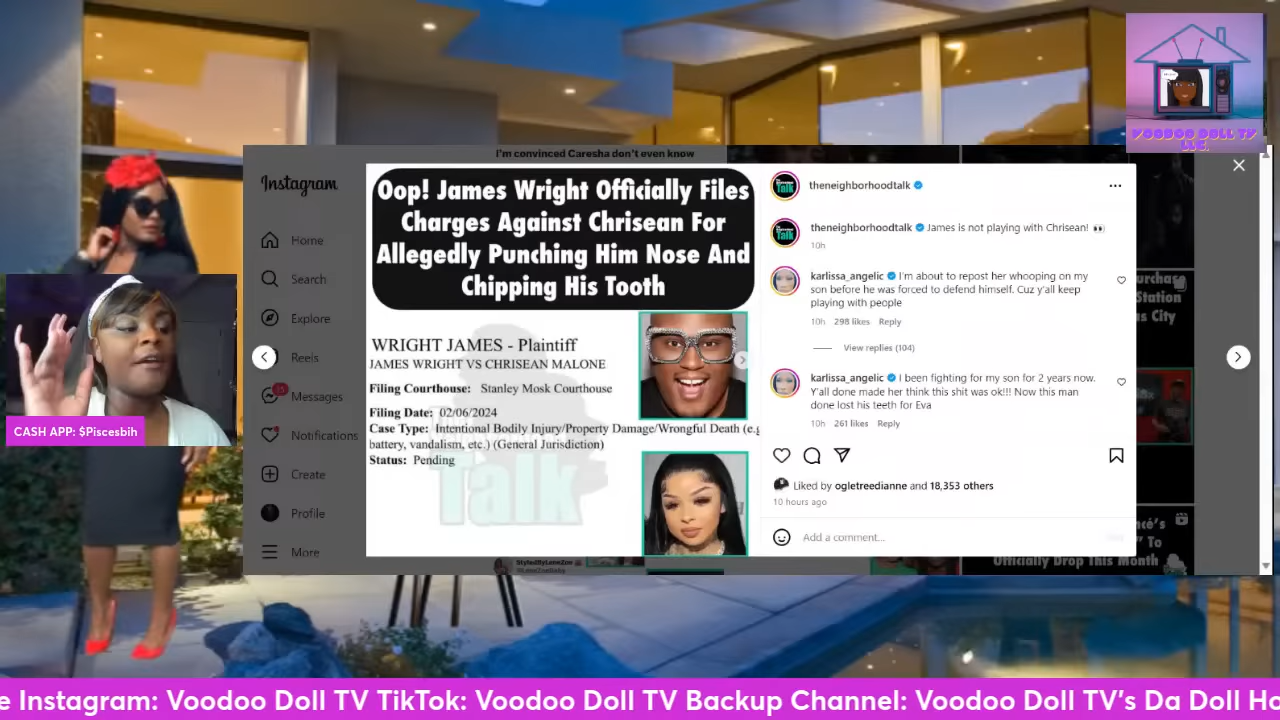 VOODOO DOLL TV
LLC.
I'm convinced Caresha don't even know
Instagram
Home
Search
Explore
Reels
15
Messages
Notifications
Create
Profile
More
Oop! James Wright Officially Files
Charges Against Chrisean For
Allegedly Punching Him Nose And
Chipping His Tooth
WRIGHT JAMES - Plaintiff
JAMES WRIGHT VS CHRISEAN MALONE
Filing Courthouse: Stanley Mosk Courthouse
Filing Date: 02/06/2024
Case Type: Intentional Bodily Injury/Property Damage/Wrongful Death (e.g
battery, vandalism, etc.) (General Jurisdiction)
Status: Pending
Talk
theneighborhoodtalk
theneighborhoodtalk James is not playing with Chrisean! 👀
10h
karlissa_angelic I'm about to repost her whooping on my
son before he was forced to defend himself. Cuz y'all keep
playing with people
10h 298 likes Reply
View replies (104)
karlissa_angelic I been fighting for my son for 2 years now.
Y'all done made her think this shit was ok!!! Now this man
done lost his teeth for Eva
10h 261 likes Reply
Liked by ogletreedianne and 18,353 others
10 hours ago
Add a comment...
Station
s City
To
Officially Drop This Month
CASH APP: $Piscesbih
e Instagram: Voodoo Doll TV TikTok: Voodoo Doll TV Backup Channel: Voodoo Doll TV's Da Doll Ho